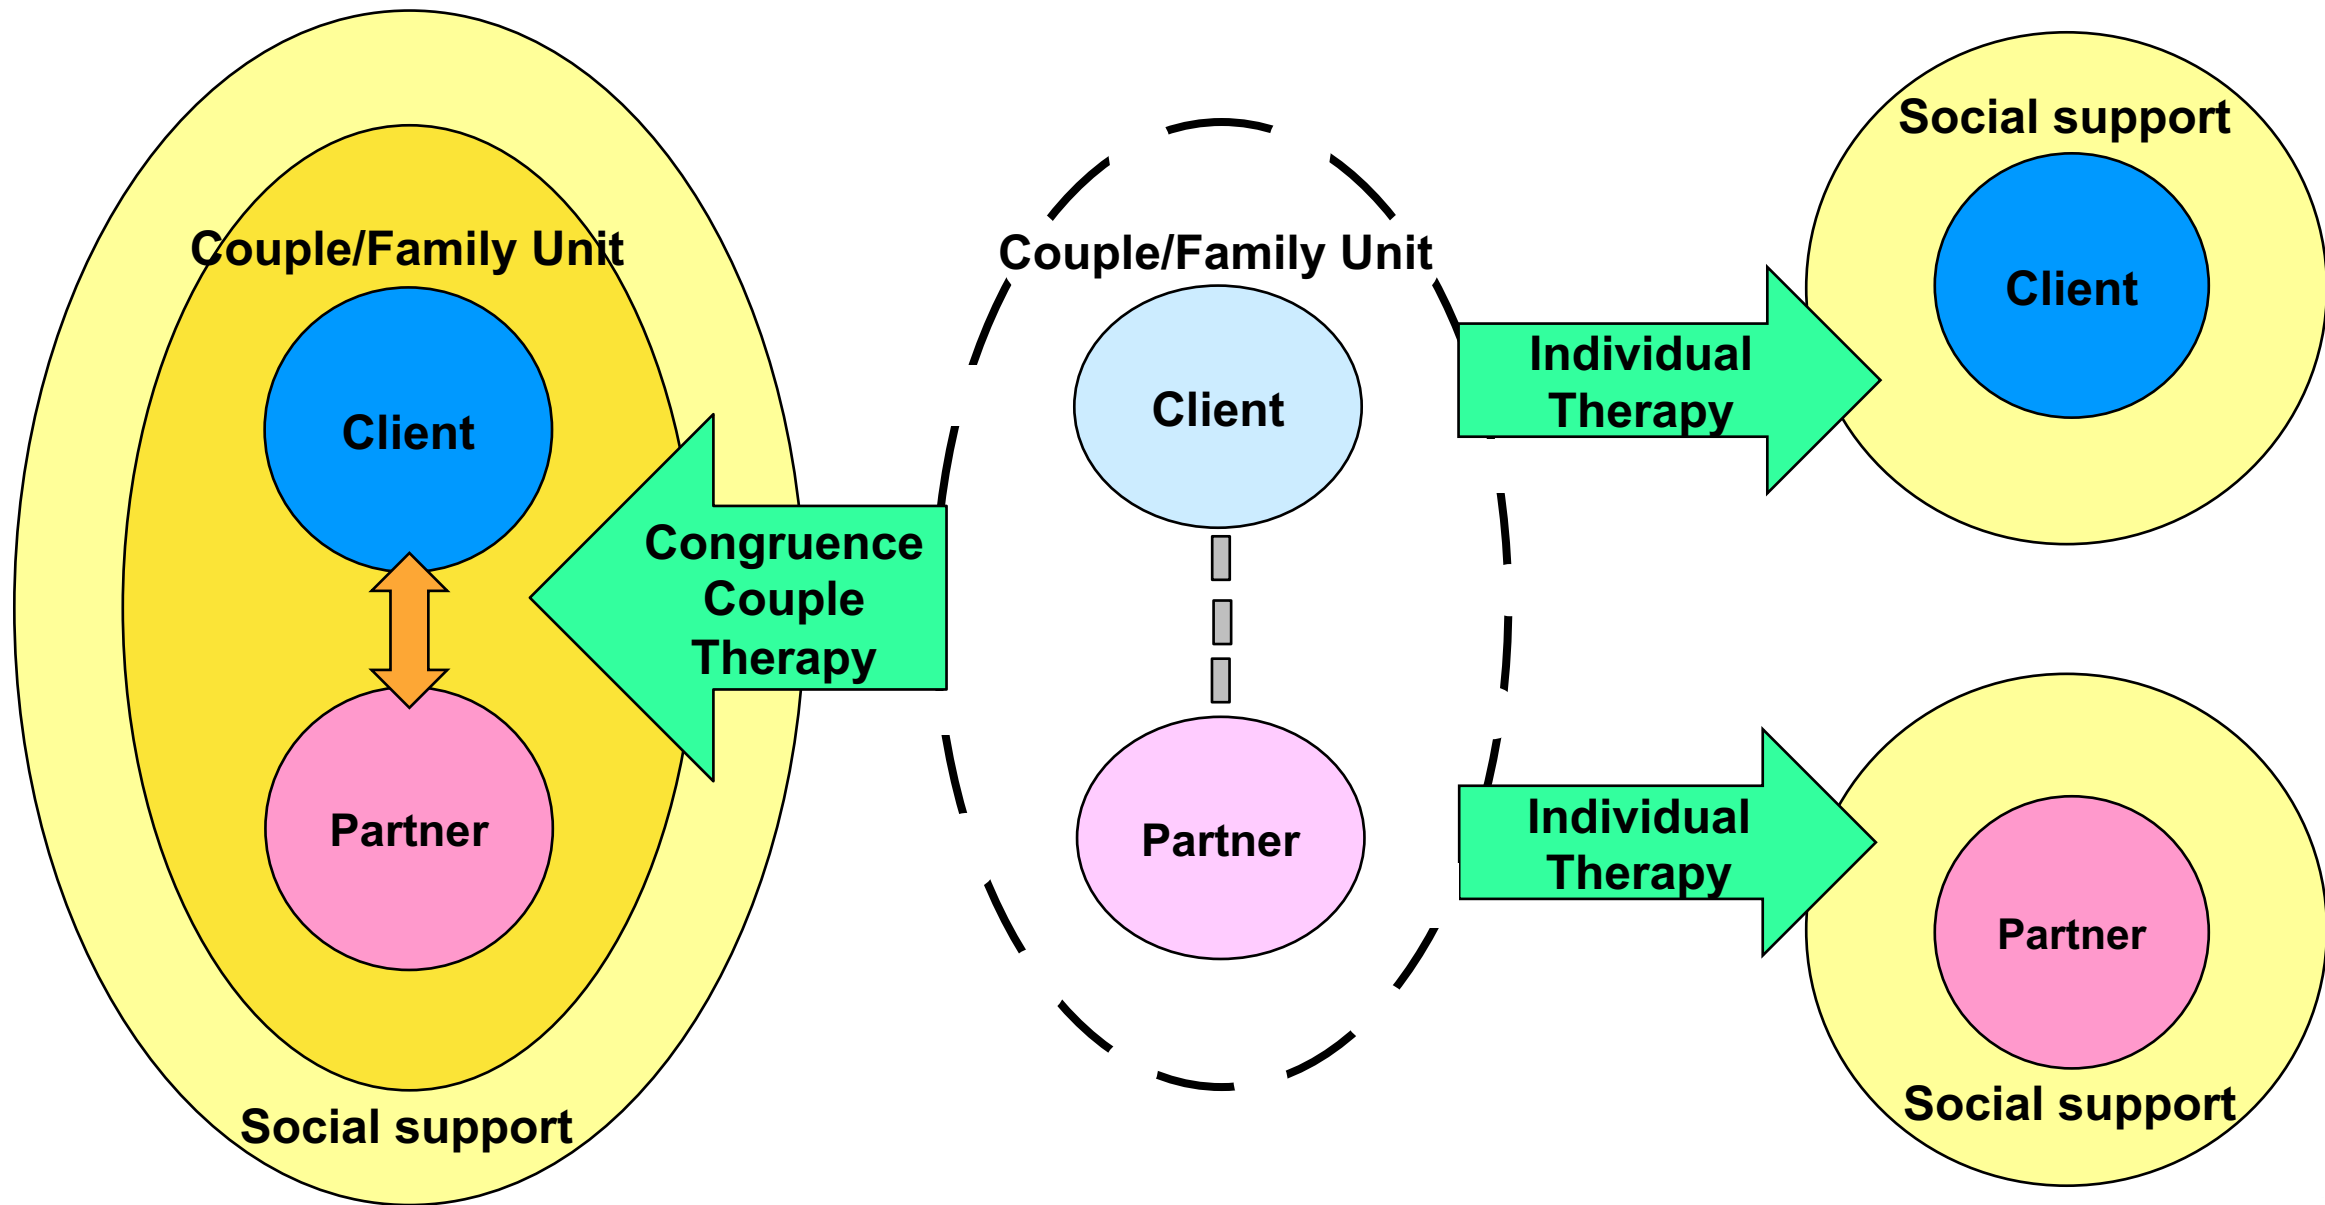 Couple/Family Unit
Client
Partner
Social support
Congruence
Couple
Therapy
Couple/Family Unit
Client
Partner
Individual
Therapy
Individual
Therapy
Social support
Client
Partner
Social support